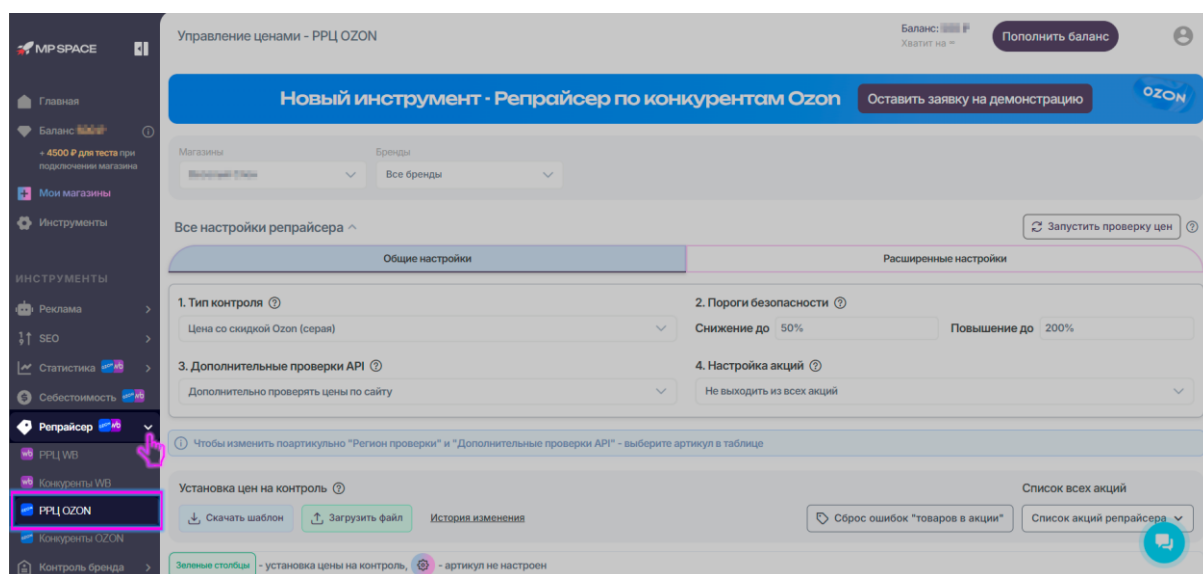 MP SPACE
Главная
Баланс
+ 4500 ₽ для теста при
подключении магазина
Мои магазины
Инструменты
ИНСТРУМЕНТЫ
Реклама
SEO
Статистика
Себестоимость
Репрайсер
wb РРЦ WB
wb Конкуренты WB
РРЦ OZON
Конкуренты OZON
Контроль бренда
Управление ценами - РРЦ OZON
Баланс: ₽
Хватит на ~
Пополнить баланс
Новый инструмент - Репрайсер по конкурентам Ozon
Оставить заявку на демонстрацию
OZON
Магазины
Бренды
Все бренды
Все настройки репрайсера
Запустить проверку цен
Общие настройки
Расширенные настройки
1. Тип контроля
2. Пороги безопасности
Цена со скидкой Ozon (серая)
Снижение до 50%
Повышение до 200%
3. Дополнительные проверки API
4. Настройка акций
Дополнительно проверять цены по сайту
Не выходить из всех акций
Чтобы изменить поартикульно "Регион проверки" и "Дополнительные проверки API" - выберите артикул в таблице
Установка цен на контроль
Список всех акций
Скачать шаблон
Загрузить файл
История изменения
Сброс ошибок "товаров в акции"
Список акций репрайсера
Зеленые столбцы - установка цены на контроль, - артикул не настроен